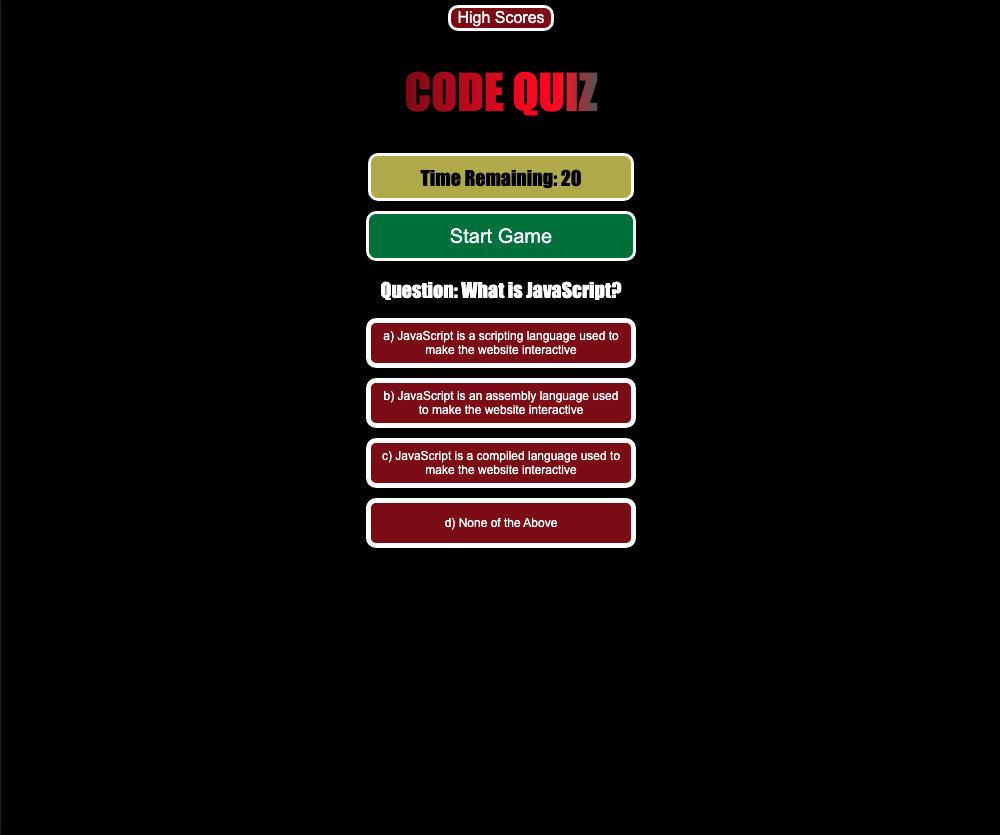 High Scores
CODE QUIZ
Time Remaining: 20
Start Game
Question: What is JavaScript?
a) JavaScript is a scripting language used to
make the website interactive
b) JavaScript is an assembly language used
to make the website interactive
c) JavaScript is a compiled language used to
make the website interactive
d) None of the Above